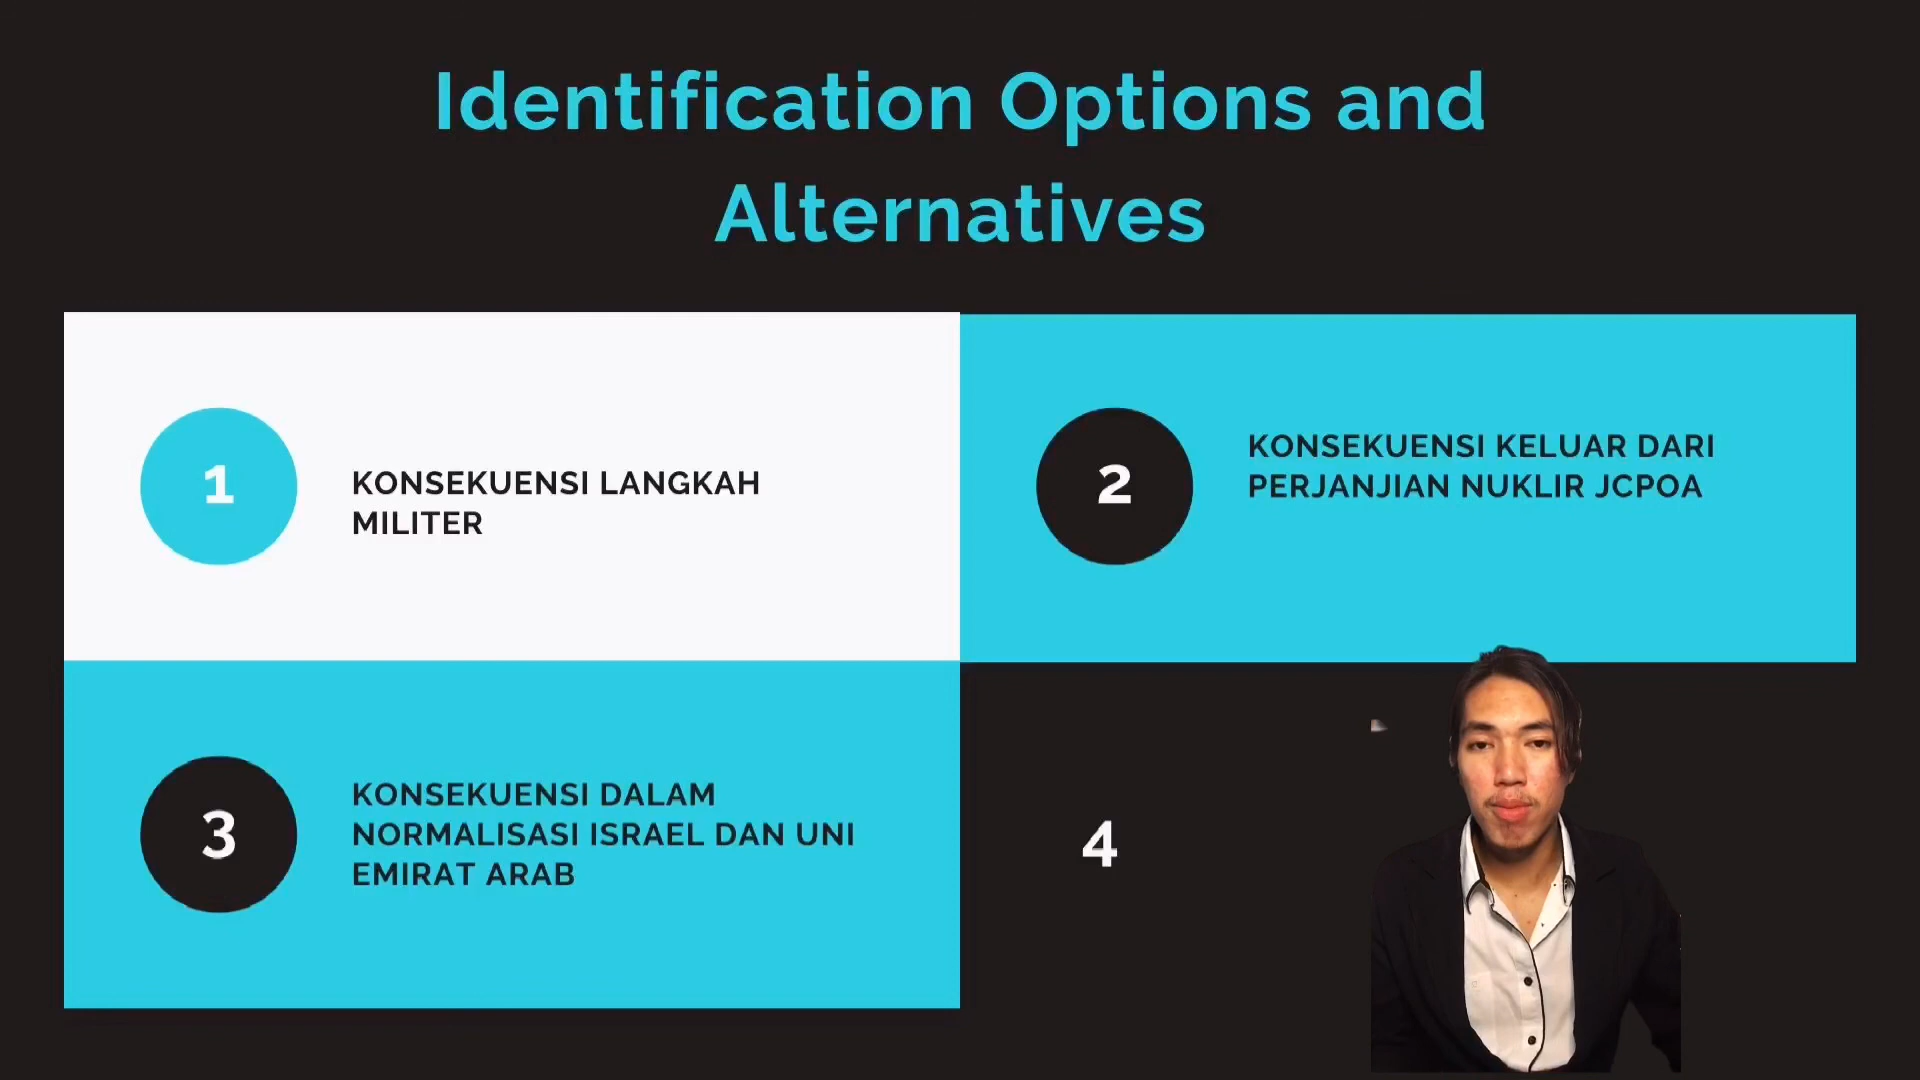 Identification Options and
Alternatives
1
KONSEKUENSI LANGKAH
MILITER
2
KONSEKUENSI KELUAR DARI
PERJANJIAN NUKLIR JCPOA
3
KONSEKUENSI DALAM
NORMALISASI ISRAEL DAN UNI
EMIRAT ARAB
4